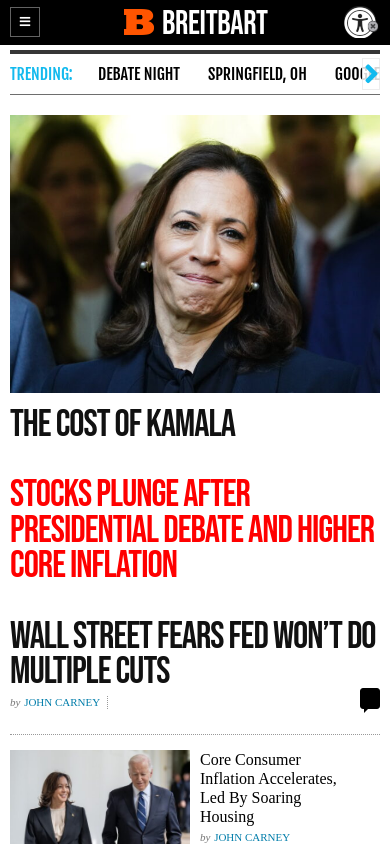 BREITBART
TRENDING: DEBATE NIGHT SPRINGFIELD, OH
THE COST OF KAMALA
STOCKS PLUNGE AFTER
PRESIDENTIAL DEBATE AND HIGHER
CORE INFLATION
WALL STREET FEARS FED WON’T DO
MULTIPLE CUTS
by JOHN CARNEY
Core Consumer
Inflation Accelerates,
Led By Soaring
Housing
by JOHN CARNEY